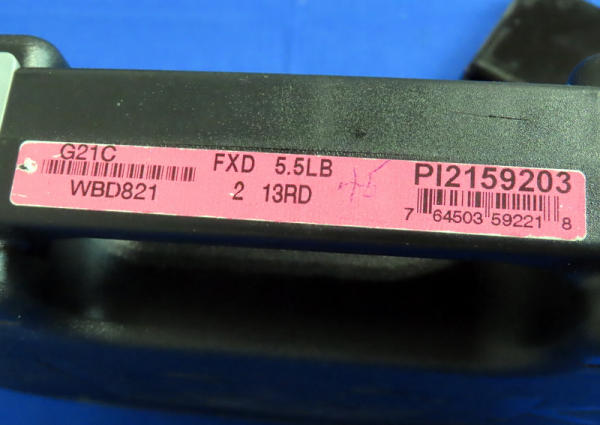 G21C FXD 5.5LB PI2159203
WBD821 2 13RD
7 64503 59221 8